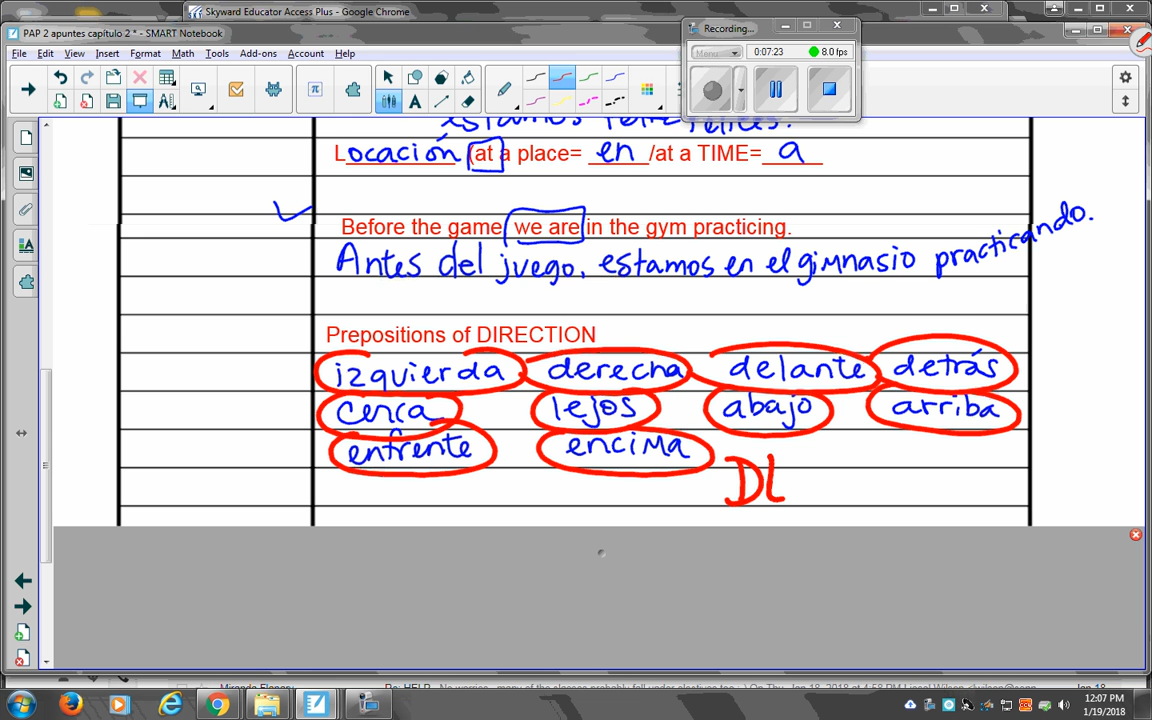 Skyward Educator Access Plus - Google Chrome
PAP 2 apuntes capítulo 2 * - SMART Notebook
Recording...
File Edit View Insert Format Math Tools Add-ons Account Help
Menu 0:07:23 8.0 fps
estamos felices.
Locación (at a place= en /at a TIME= a
Before the game we are in the gym practicing.
Antes del juego, estamos en el gimnasio practicando.
Prepositions of DIRECTION
izquierda derecha delante detrás
cerca lejos abajo arriba
enfrente encima
DL
12:07 PM
1/19/2018